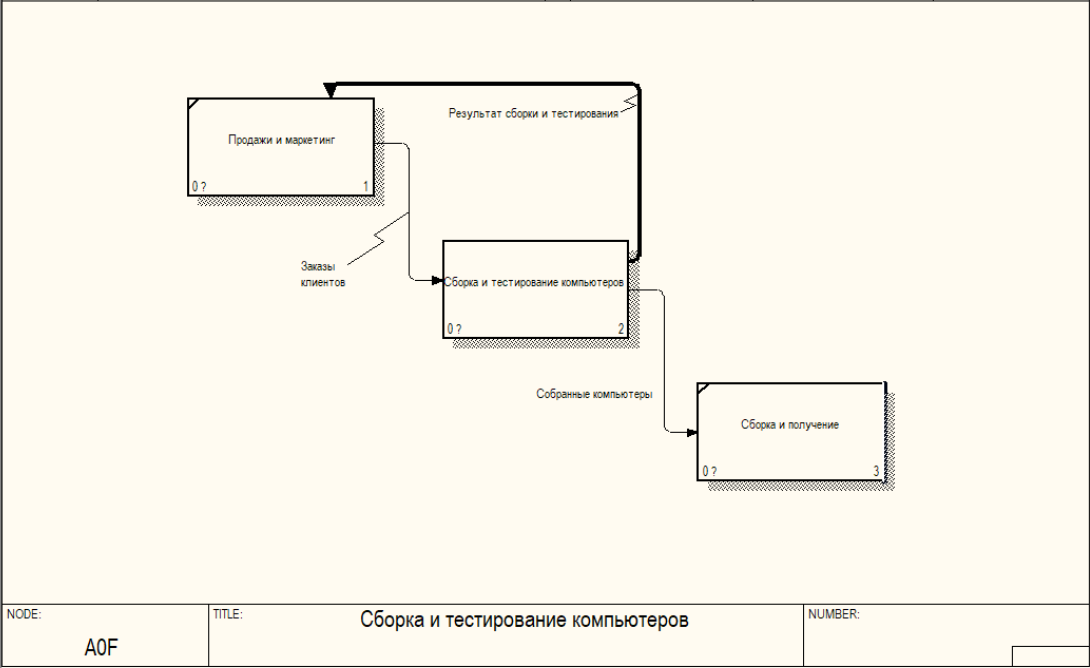 Результат сборки и тестирования
Продажи и маркетинг
0 ? 1
Заказы
клиентов
Сборка и тестирование компьютеров
0 ? 2
Собранные компьютеры
Сборка и получение
0 ? 3
NODE: TITLE: NUMBER:
A0F Сборка и тестирование компьютеров